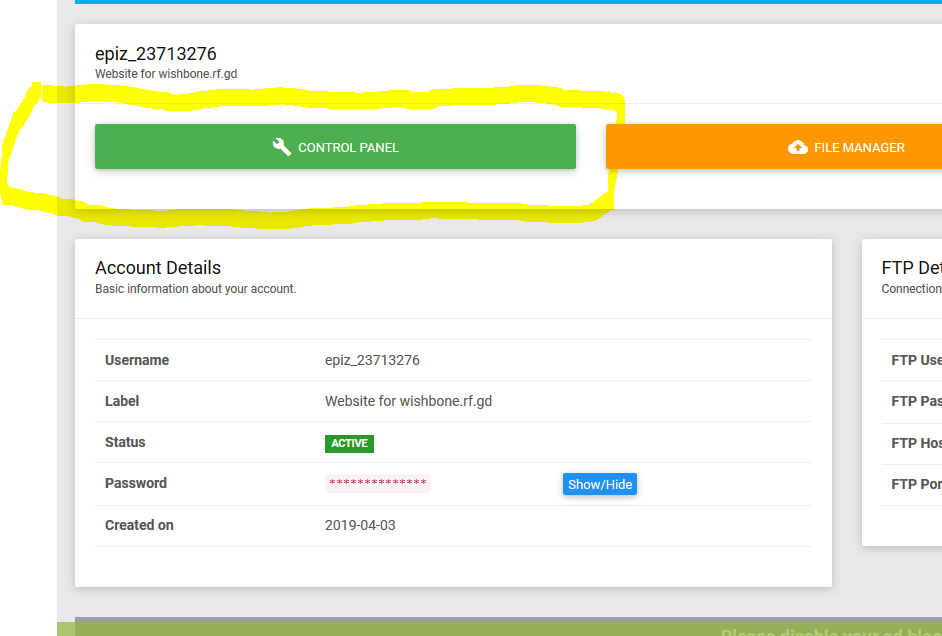 epiz_23713276
Website for wishbone.rf.gd
CONTROL PANEL
FILE MANAGER
Account Details
Basic information about your account.
Username epiz_23713276
Label Website for wishbone.rf.gd
Status ACTIVE
Password ************** Show/Hide
Created on 2019-04-03
FTP Det
Connection
FTP Use
FTP Pas
FTP Hos
FTP Por
Please disable your ad bloc